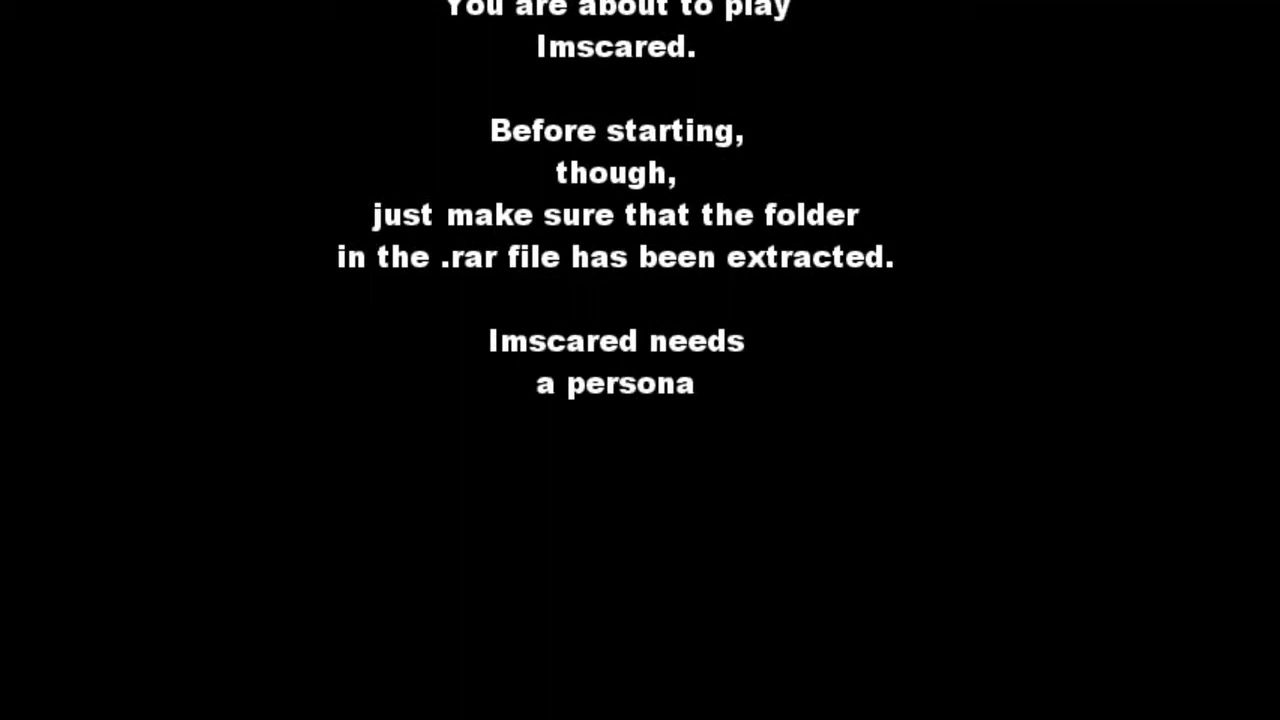 You are about to play
Imscared.
Before starting,
though,
just make sure that the folder
in the .rar file has been extracted.
Imscared needs
a persona